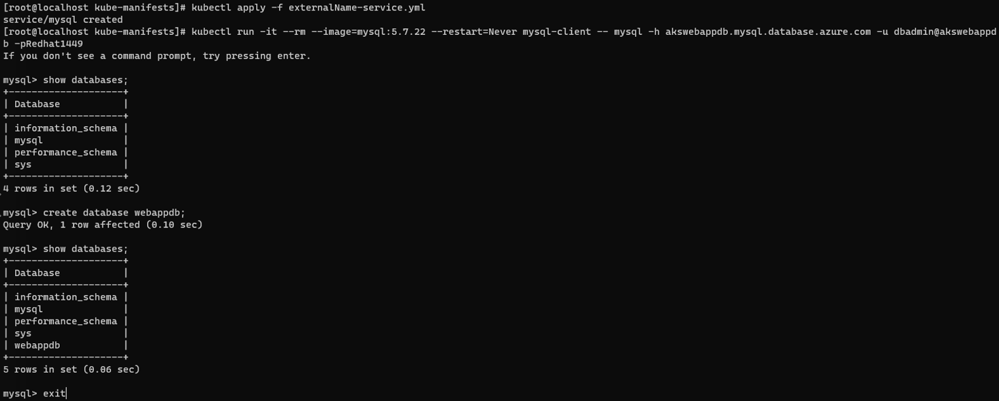 [root@localhost kube-manifests]# kubectl apply -f externalName-service.yml
service/mysql created
[root@localhost kube-manifests]# kubectl run -it --rm --image=mysql:5.7.22 --restart=Never mysql-client -- mysql -h akswebappdb.mysql.database.azure.com -u dbadmin@akswebappd
b -pRedhat1449
If you don't see a command prompt, try pressing enter.

mysql> show databases;
+--------------------+
| Database           |
+--------------------+
| information_schema |
| mysql              |
| performance_schema |
| sys                |
+--------------------+
4 rows in set (0.12 sec)

mysql> create database webappdb;
Query OK, 1 row affected (0.10 sec)

mysql> show databases;
+--------------------+
| Database           |
+--------------------+
| information_schema |
| mysql              |
| performance_schema |
| sys                |
| webappdb           |
+--------------------+
5 rows in set (0.06 sec)

mysql> exit